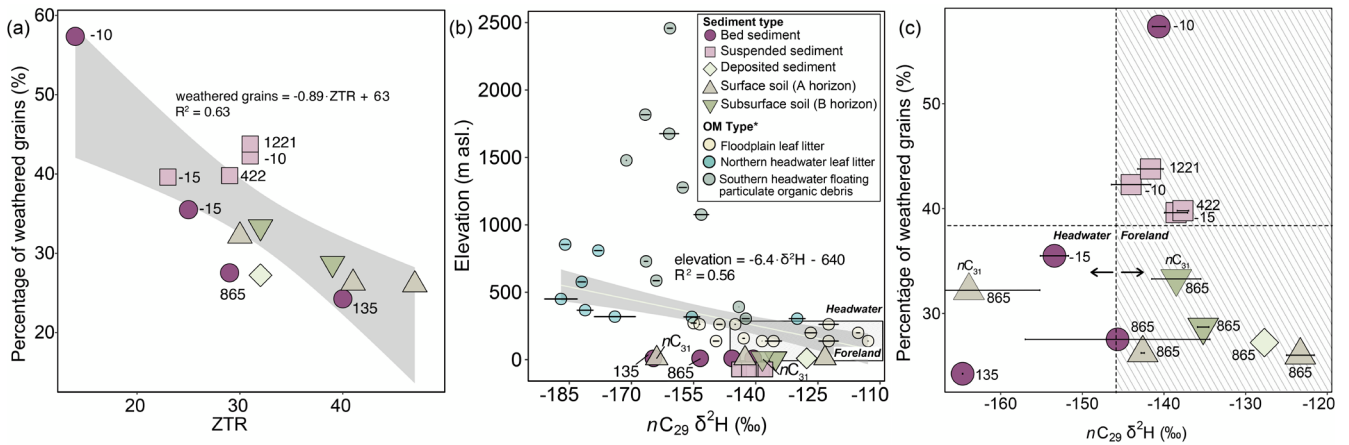 (a)
60
50
40
30
20
Percentage of weathered grains (%)
-10
weathered grains = -0.89·ZTR + 63
R² = 0.63
1221
-10
-15
422
-15
865
135
20
30
40
ZTR
(b)
2500
2000
1500
1000
500
0
Elevation (m asl.)
Sediment type
Bed sediment
Suspended sediment
Deposited sediment
Surface soil (A horizon)
Subsurface soil (B horizon)
OM Type*
Floodplain leaf litter
Northern headwater leaf litter
Southern headwater floating
particulate organic debris
elevation = -6.4·δ²H - 640
R² = 0.56
Headwater
Foreland
nC₃₁
135
865
nC₃₁
-185
-170
-155
-140
-125
-110
nC₂₉ δ²H (‰)
(c)
50
40
30
Percentage of weathered grains (%)
-10
1221
-10
422
-15
Headwater
Foreland
-15
nC₃₁
865
nC₃₁
865
865
865
865
865
865
135
-160
-150
-140
-130
-120
nC₂₉ δ²H (‰)